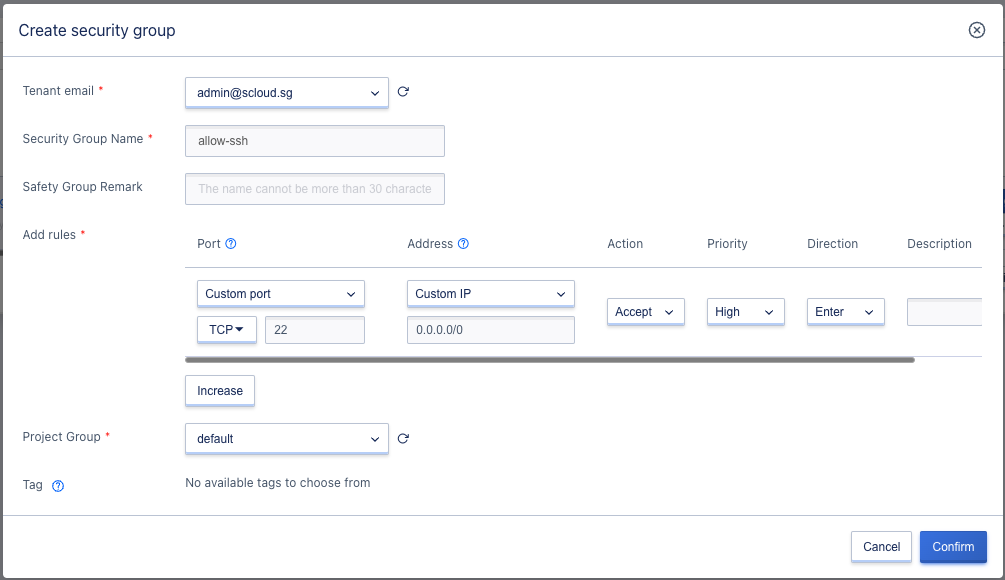 Create security group
Tenant email *
admin@scloud.sg
Security Group Name *
allow-ssh
Safety Group Remark
The name cannot be more than 30 characte
Add rules *
Port Address Action Priority Direction Description
Custom port Custom IP
Accept High Enter
TCP 22 0.0.0.0/0
Increase
Project Group *
default
Tag
No available tags to choose from
Cancel Confirm